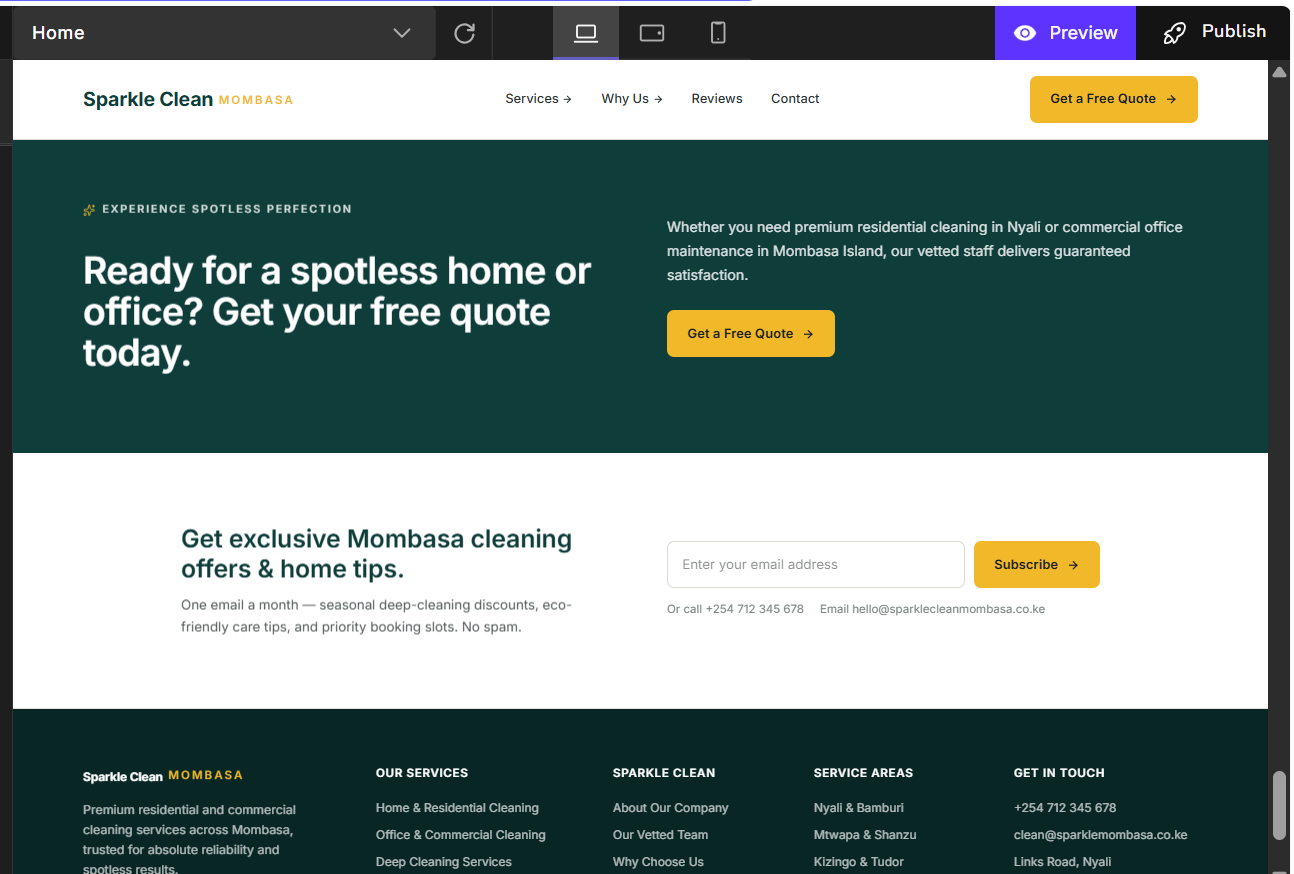 Home
Preview
Publish
Sparkle Clean MOMBASA
Services →
Why Us →
Reviews
Contact
Get a Free Quote →
EXPERIENCE SPOTLESS PERFECTION
Ready for a spotless home or
office? Get your free quote
today.
Whether you need premium residential cleaning in Nyali or commercial office
maintenance in Mombasa Island, our vetted staff delivers guaranteed
satisfaction.
Get a Free Quote →
Get exclusive Mombasa cleaning
offers & home tips.
One email a month — seasonal deep-cleaning discounts, eco-
friendly care tips, and priority booking slots. No spam.
Enter your email address
Subscribe →
Or call +254 712 345 678 Email hello@sparklecleanmombasa.co.ke
Sparkle Clean MOMBASA
Premium residential and commercial
cleaning services across Mombasa,
trusted for absolute reliability and
spotless results.
OUR SERVICES
Home & Residential Cleaning
Office & Commercial Cleaning
Deep Cleaning Services
SPARKLE CLEAN
About Our Company
Our Vetted Team
Why Choose Us
SERVICE AREAS
Nyali & Bamburi
Mtwapa & Shanzu
Kizingo & Tudor
GET IN TOUCH
+254 712 345 678
clean@sparklemombasa.co.ke
Links Road, Nyali